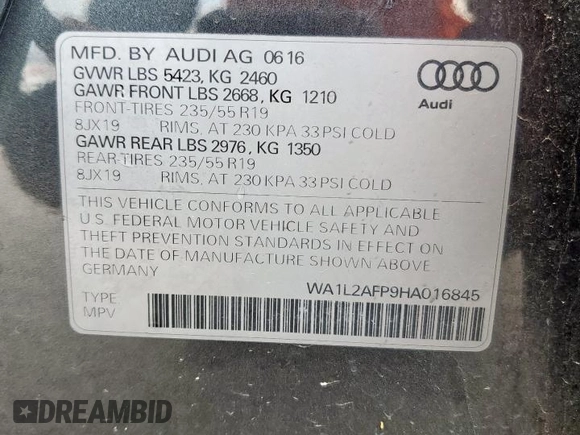 MFD. BY AUDI AG 06 16
GVWR LBS 5423, KG 2460
GAWR FRONT LBS 2668, KG 1210
FRONT-TIRES 235/55 R19
8JX19 RIMS, AT 230 KPA 33 PSI COLD
GAWR REAR LBS 2976, KG 1350
REAR-TIRES 235/55 R19
8JX19 RIMS, AT 230 KPA 33 PSI COLD
Audi
THIS VEHICLE CONFORMS TO ALL APPLICABLE
U.S. FEDERAL MOTOR VEHICLE SAFETY AND
THEFT PREVENTION STANDARDS IN EFFECT ON
THE DATE OF MANUFACTURE SHOWN ABOVE
GERMANY
WA1L2AFP9HA016845
TYPE
MPV
DREAMBID